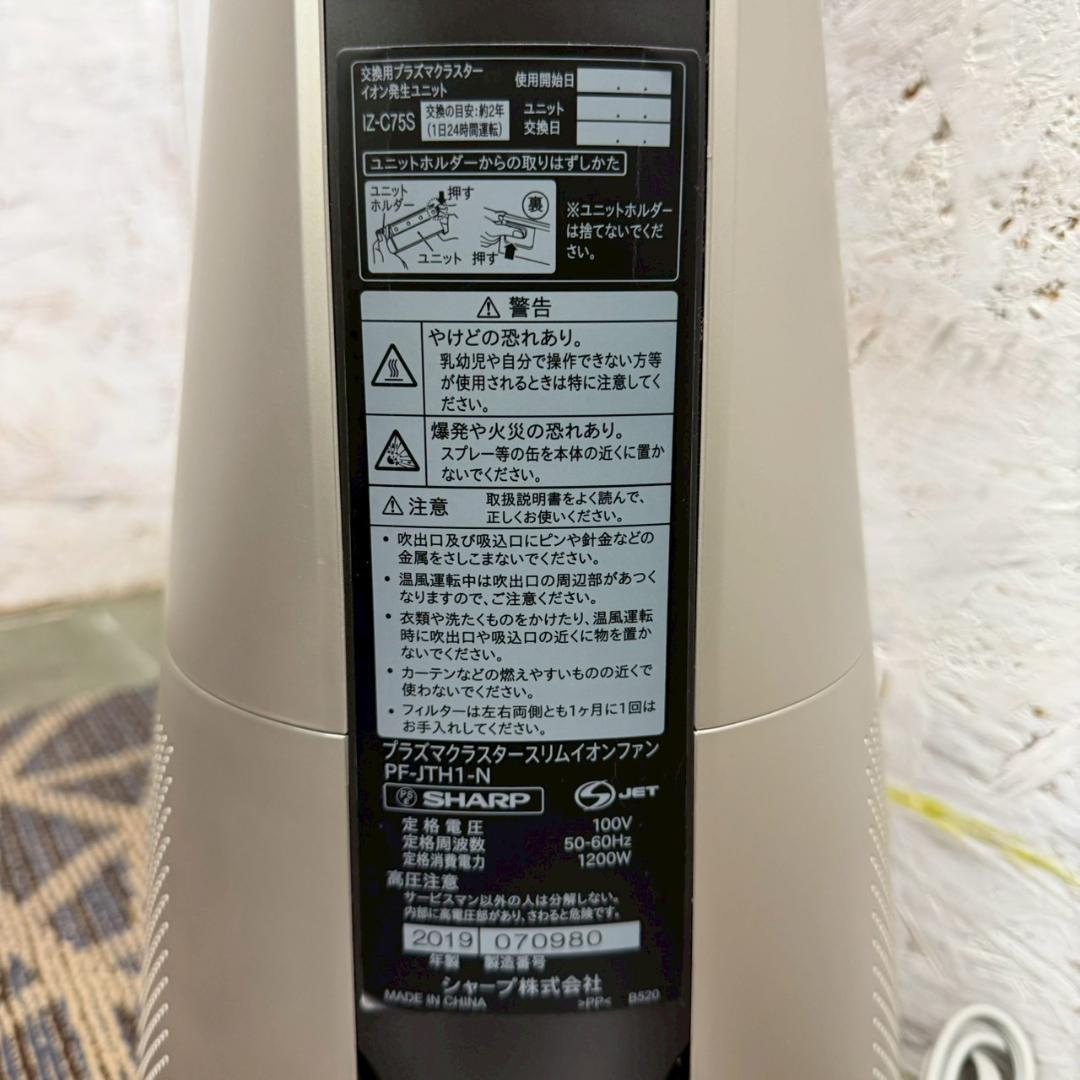 交換用プラズマクラスター
イオン発生ユニット
IZ-C75S
交換の目安:約2年
(1日24時間運転)
使用開始日 . .
ユニット
交換日 . .
ユニットホルダーからの取りはずしかた
ユニット
ホルダー
押す
ユニット
裏
押す
※ユニットホルダー
は捨てないでくだ
さい。
⚠ 警告
やけどの恐れあり。
乳幼児や自分で操作できない方等
が使用されるときは特に注意してく
ださい。
爆発や火災の恐れあり。
スプレー等の缶を本体の近くに置か
ないでください。
⚠ 注意
取扱説明書をよく読んで、
正しくお使いください。
• 吹出口及び吸込口にピンや針金などの
金属をさしこまないでください。
• 温風運転中は吹出口の周辺部があつく
なりますので、ご注意ください。
• 衣類や洗たくものをかけたり、温風運転
時に吹出口や吸込口の近くに物を置か
ないでください。
• カーテンなどの燃えやすいものの近くで
使わないでください。
• フィルターは左右両側とも1ヶ月に1回は
お手入れしてください。
プラズマクラスタースリムイオンファン
PF-JTH1-N
PS E SHARP
S JET
定格電圧 100V
定格周波数 50-60Hz
定格消費電力 1200W
高圧注意
サービスマン以外の人は分解しない。
内部に高電圧部があり、さわると危険です。
2019 070980
年製 製造番号
シャープ株式会社
MADE IN CHINA >PP< B520